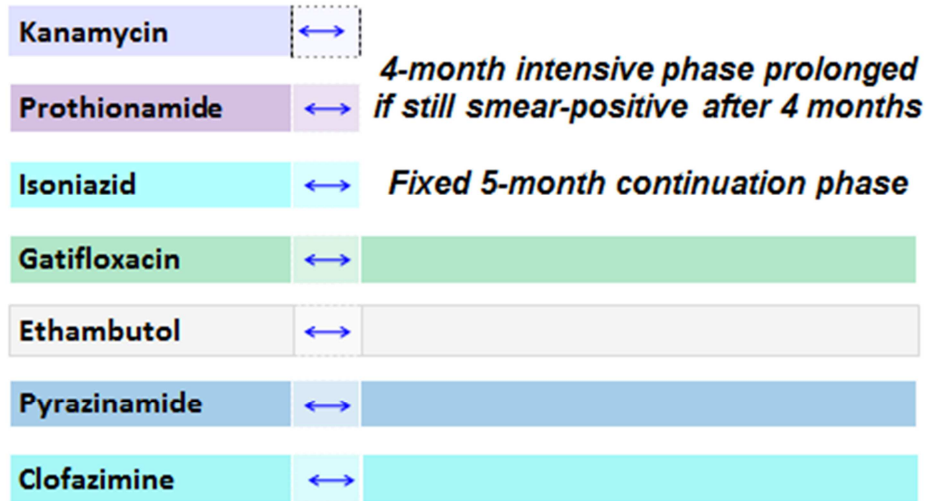 Kanamycin
4-month intensive phase prolonged
Prothionamide
if still smear-positive after 4 months
Isoniazid
Fixed 5-month continuation phase
Gatifloxacin
Ethambutol
Pyrazinamide
Clofazimine